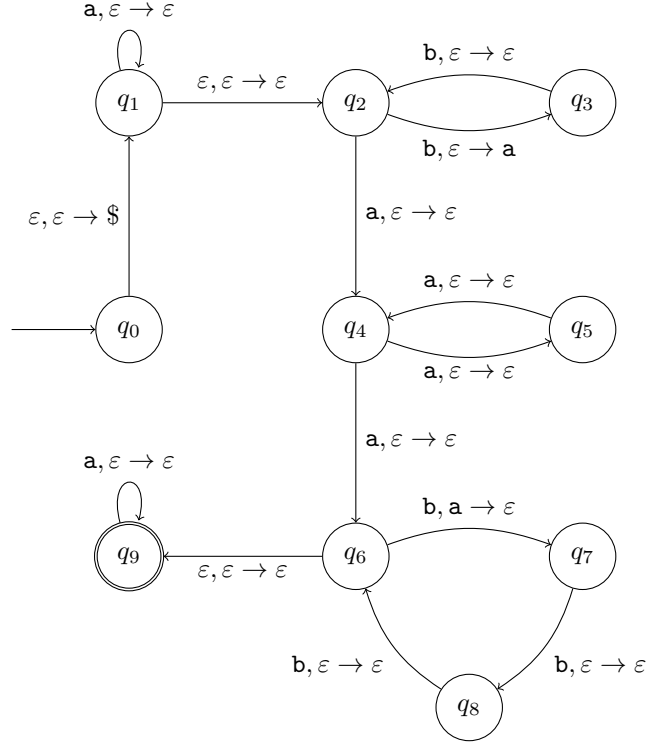 a, ε → ε
b, ε → ε
q₁
ε, ε → ε
q₂
q₃
b, ε → a
ε, ε → $
a, ε → ε
a, ε → ε
q₀
q₄
q₅
a, ε → ε
a, ε → ε
a, ε → ε
b, a → ε
q₉
ε, ε → ε
q₆
q₇
b, ε → ε
b, ε → ε
q₈